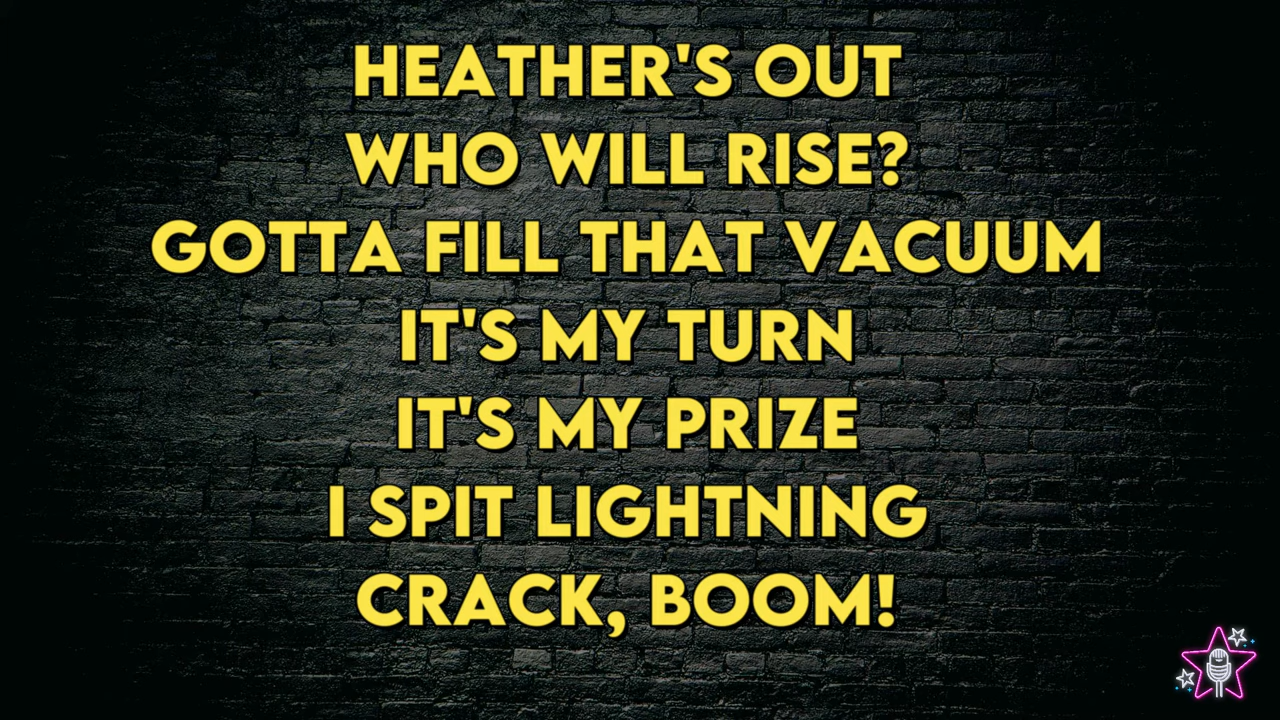 HEATHER'S OUT
WHO WILL RISE?
GOTTA FILL THAT VACUUM
IT'S MY TURN
IT'S MY PRIZE
I SPIT LIGHTNING
CRACK, BOOM!